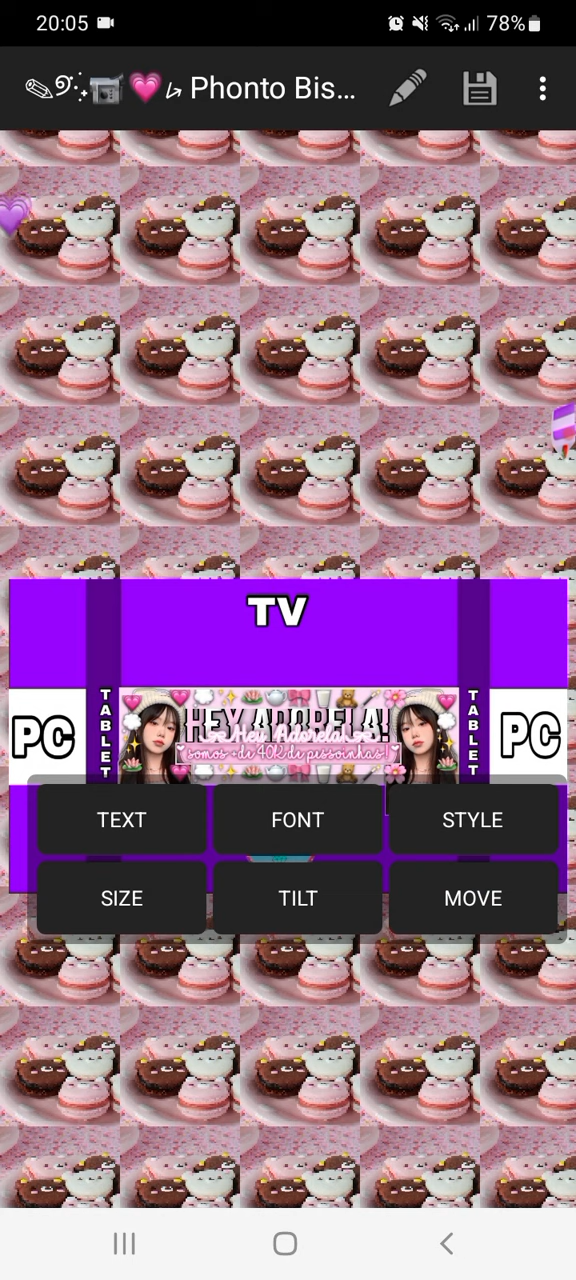 20:05
78%
Phonto Bis...
TV
PC
TABLET
HEY ADORELA!
Hey Adorela!
somos +de 40K de pessoinhas!
TABLET
PC
TEXT
FONT
STYLE
SIZE
TILT
MOVE